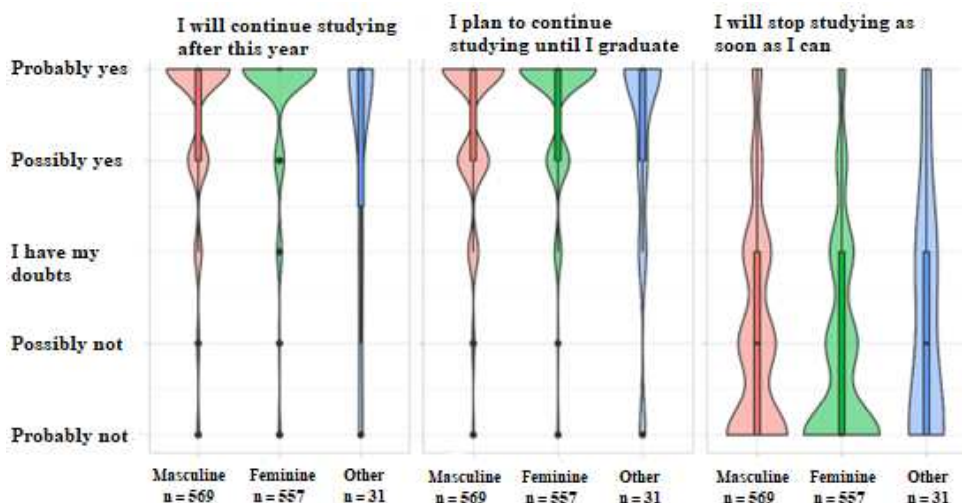 I will continue studying
after this year
I plan to continue
studying until I graduate
I will stop studying as
soon as I can
Probably yes
Possibly yes
I have my
doubts
Possibly not
Probably not
Masculine Feminine Other
n = 569 n = 557 n = 31
Masculine Feminine Other
n = 569 n = 557 n = 31
Masculine Feminine Other
n = 569 n = 557 n = 31